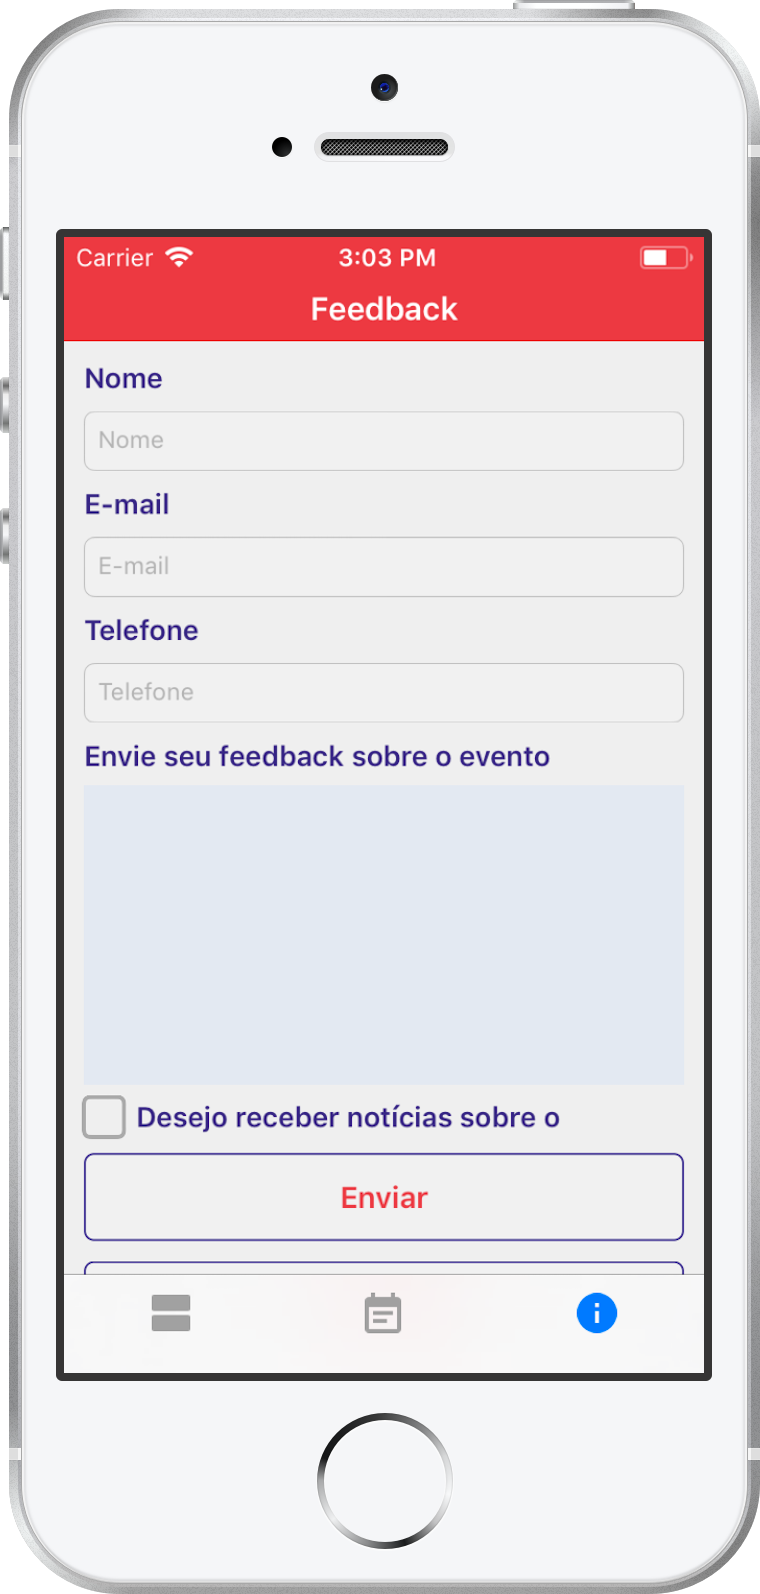 Carrier 3:03 PM
Feedback
Nome
Nome
E-mail
E-mail
Telefone
Telefone
Envie seu feedback sobre o evento
Desejo receber notícias sobre o
Enviar